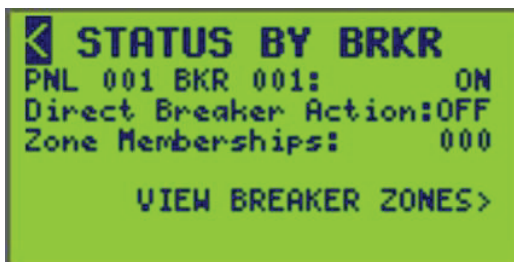 < STATUS BY BRKR
PNL 001 BKR 001: ON
Direct Breaker Action:OFF
Zone Memberships: 000
VIEW BREAKER ZONES>